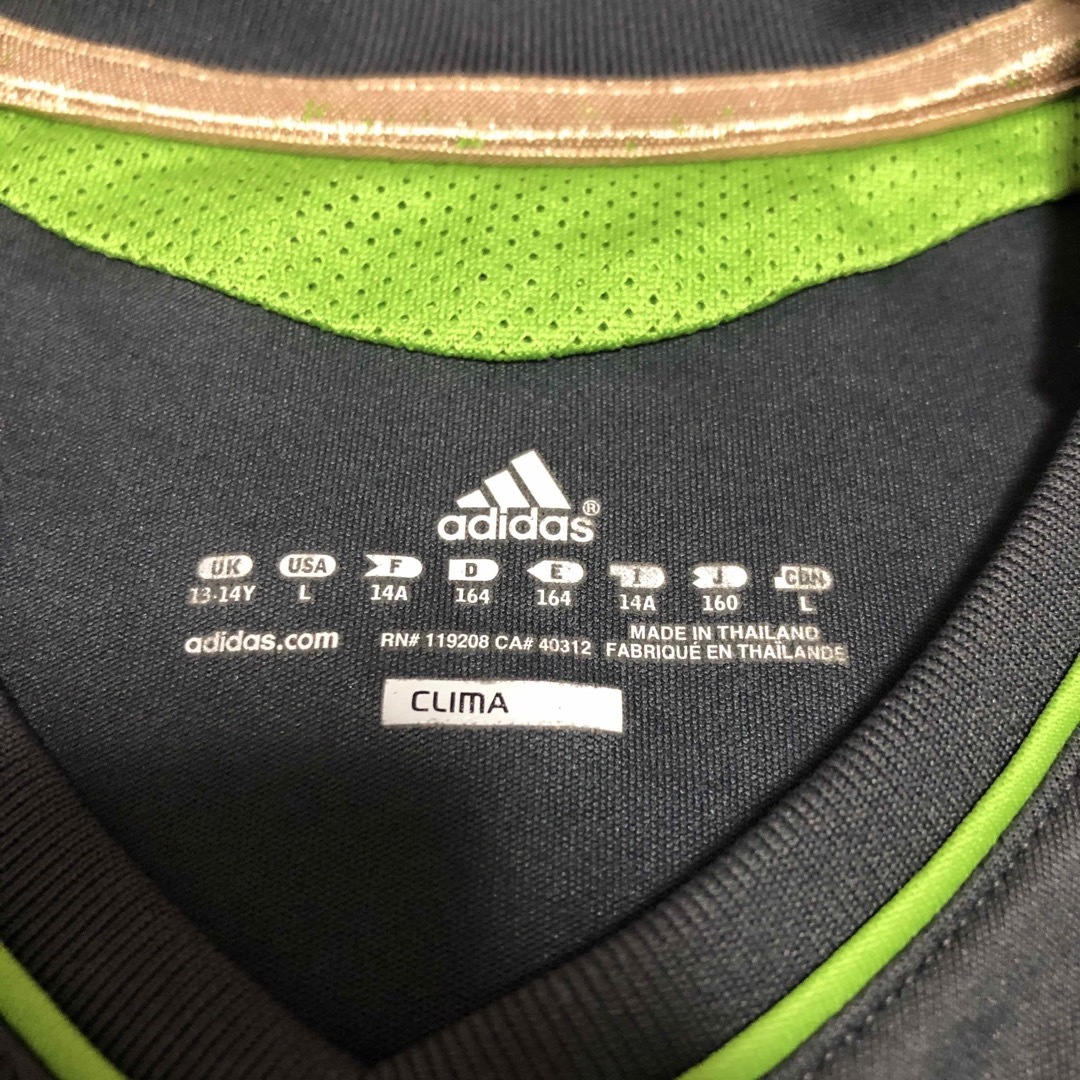 adidas®
UK USA F D E I J CDN
13-14Y L 14A 164 164 14A 160 L
adidas.com RN# 119208 CA# 40312 MADE IN THAILAND
FABRIQUÉ EN THAÏLANDE
CLIMA